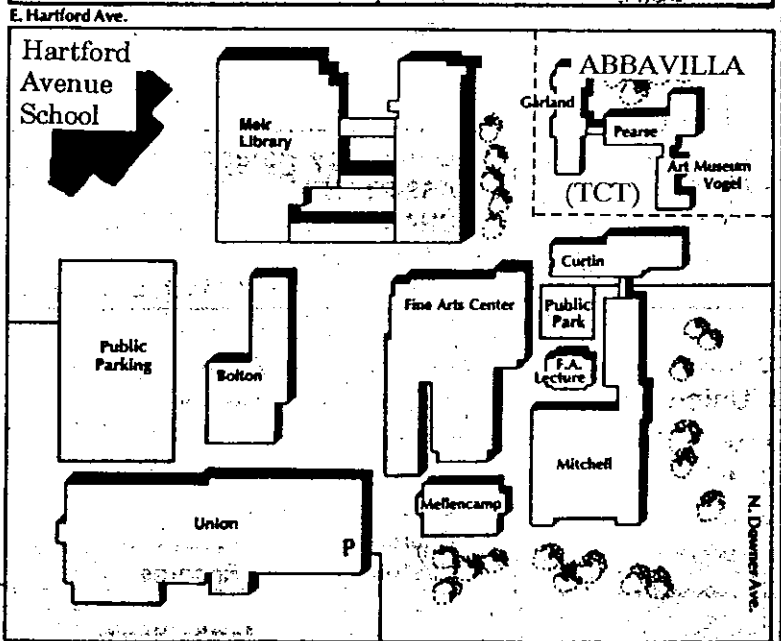 E. Hartford Ave.
Hartford
Avenue
School
Meir
Library
ABBAVILLA
Garland
Pearse
Art Museum
Vogel
(TCT)
Curtin
Public
Parking
Bolton
Fine Arts Center
Public
Park
F.A.
Lecture
Mitchell
Mellencamp
Union
P
N. Downer Ave.